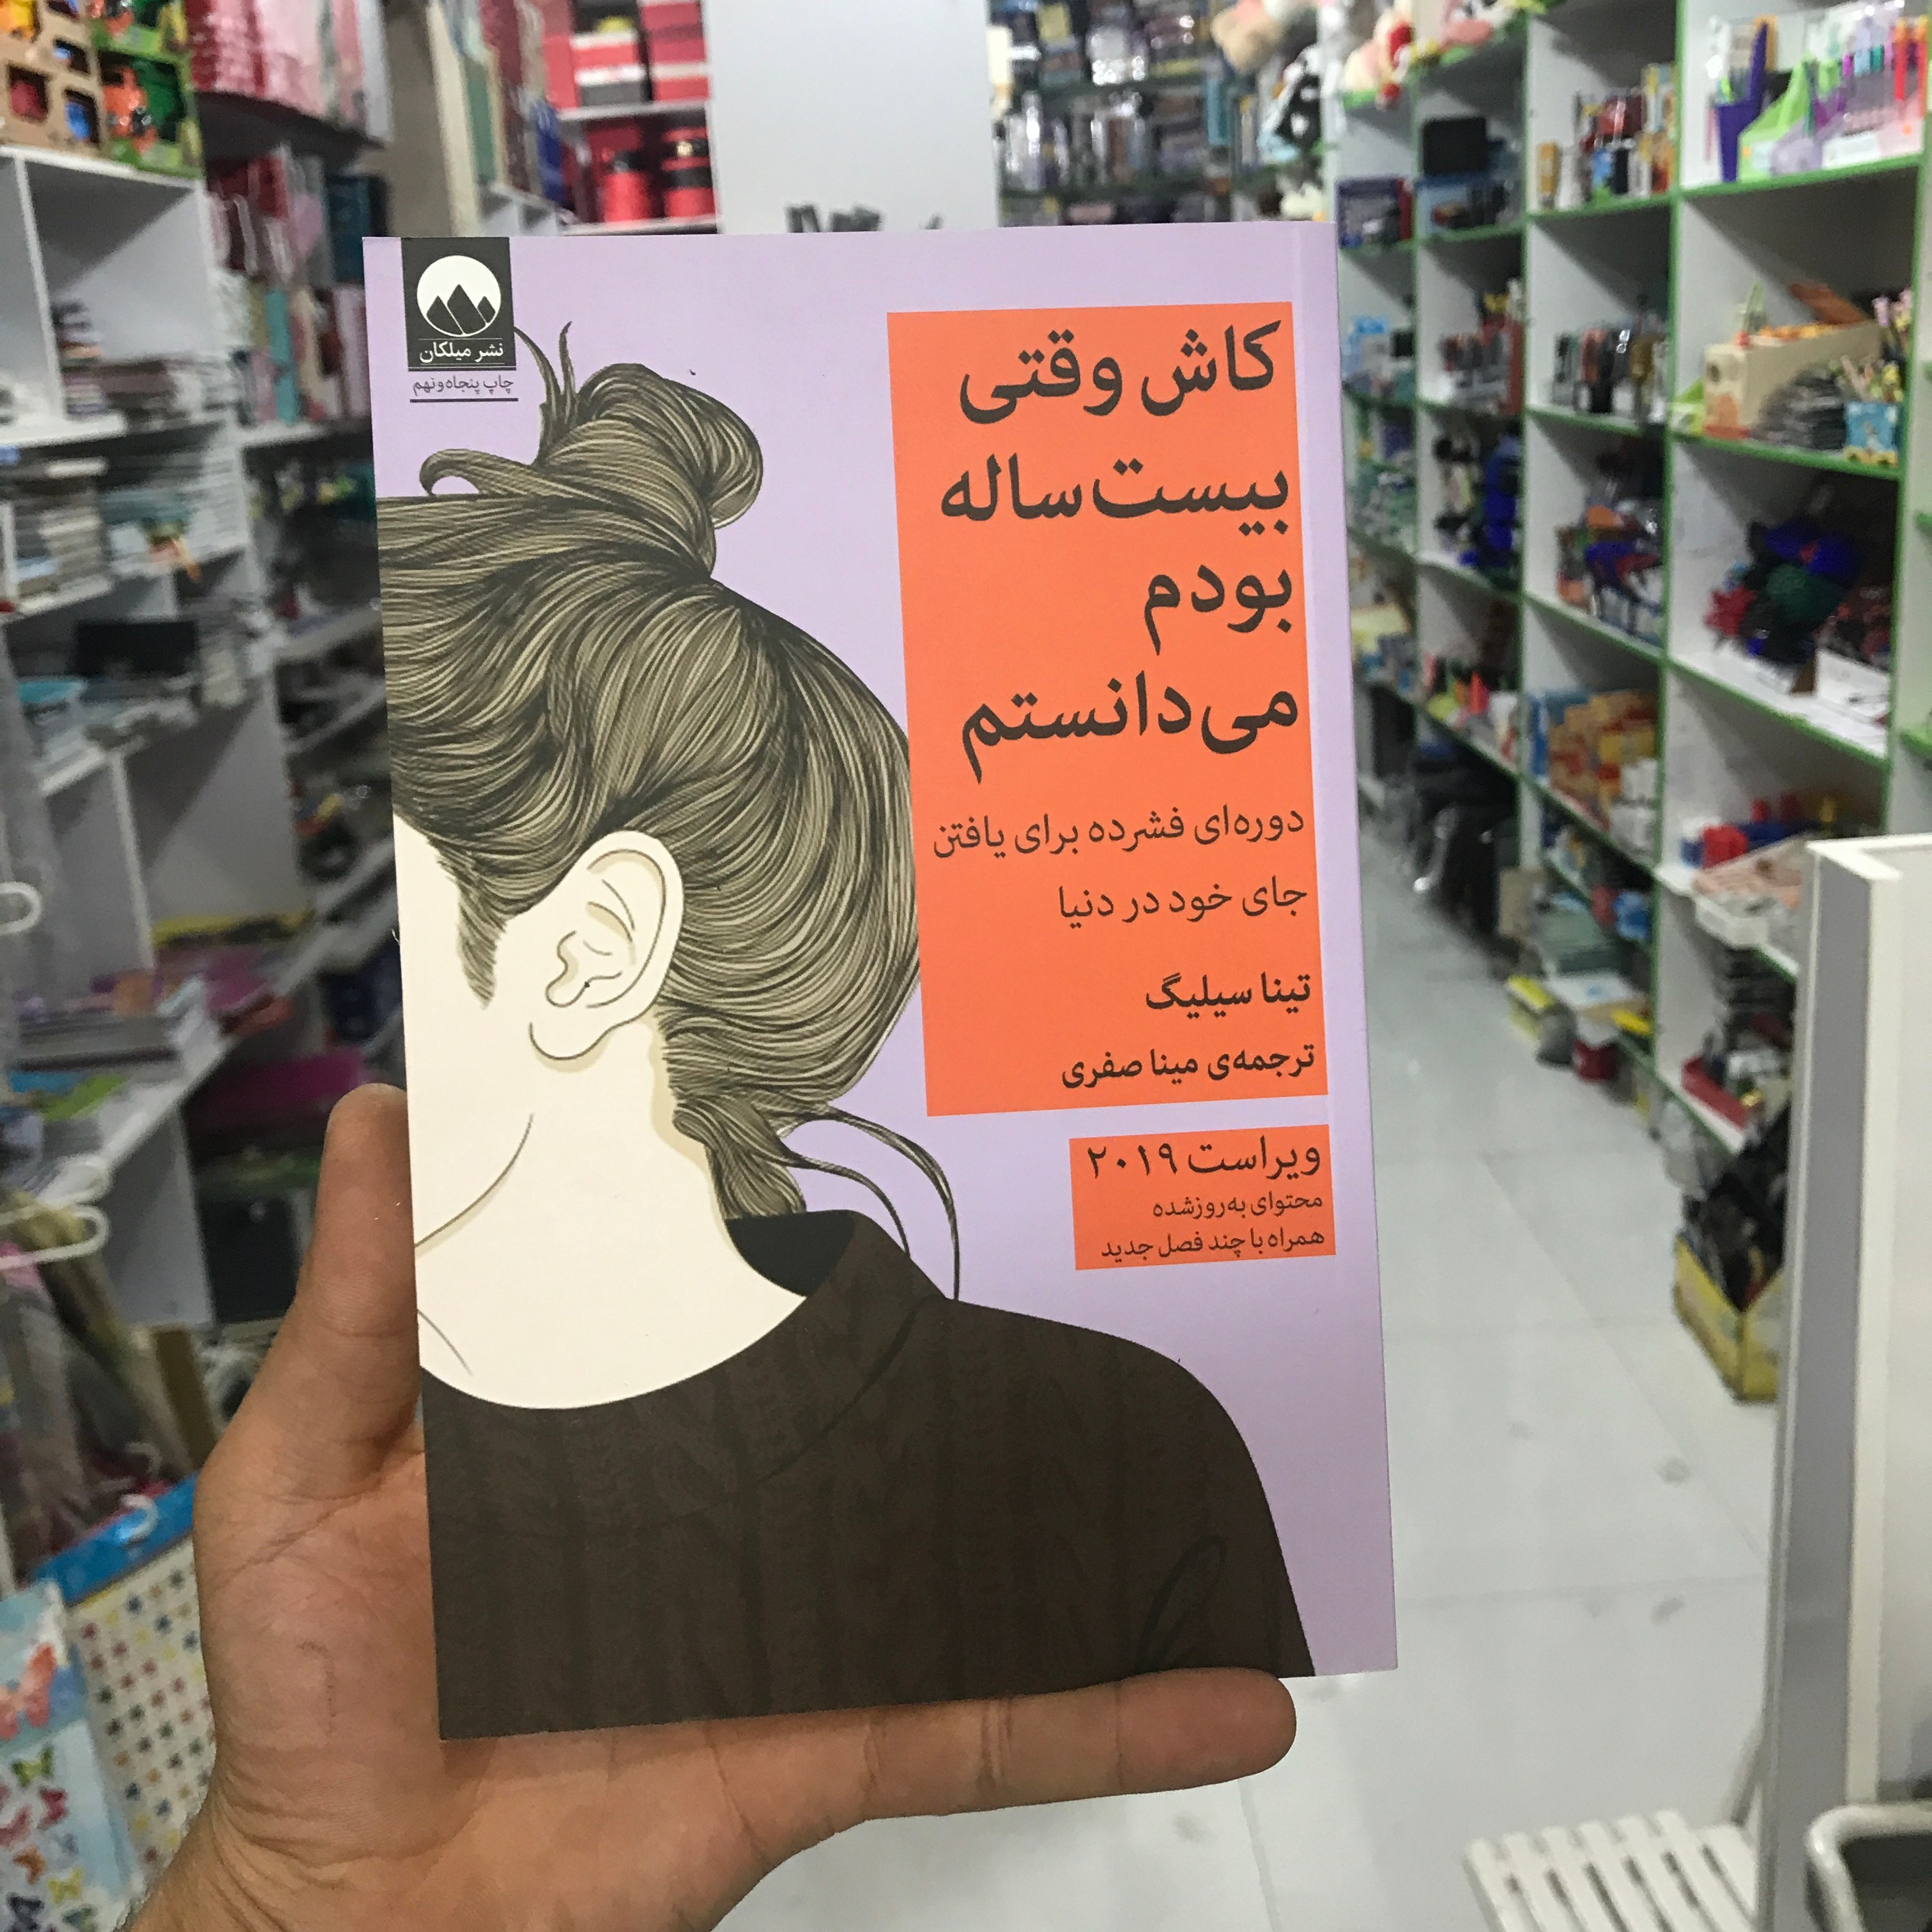 نشر میلکان
چاپ پنجاه‌ونهم
کاش وقتی
بیست‌ساله
بودم
می‌دانستم
دوره‌ای فشرده برای یافتن
جای خود در دنیا
تینا سیلیگ
ترجمه‌ی مینا صفری
ویراست ۲۰۱۹
محتوای به‌روزشده
همراه با چند فصل جدید